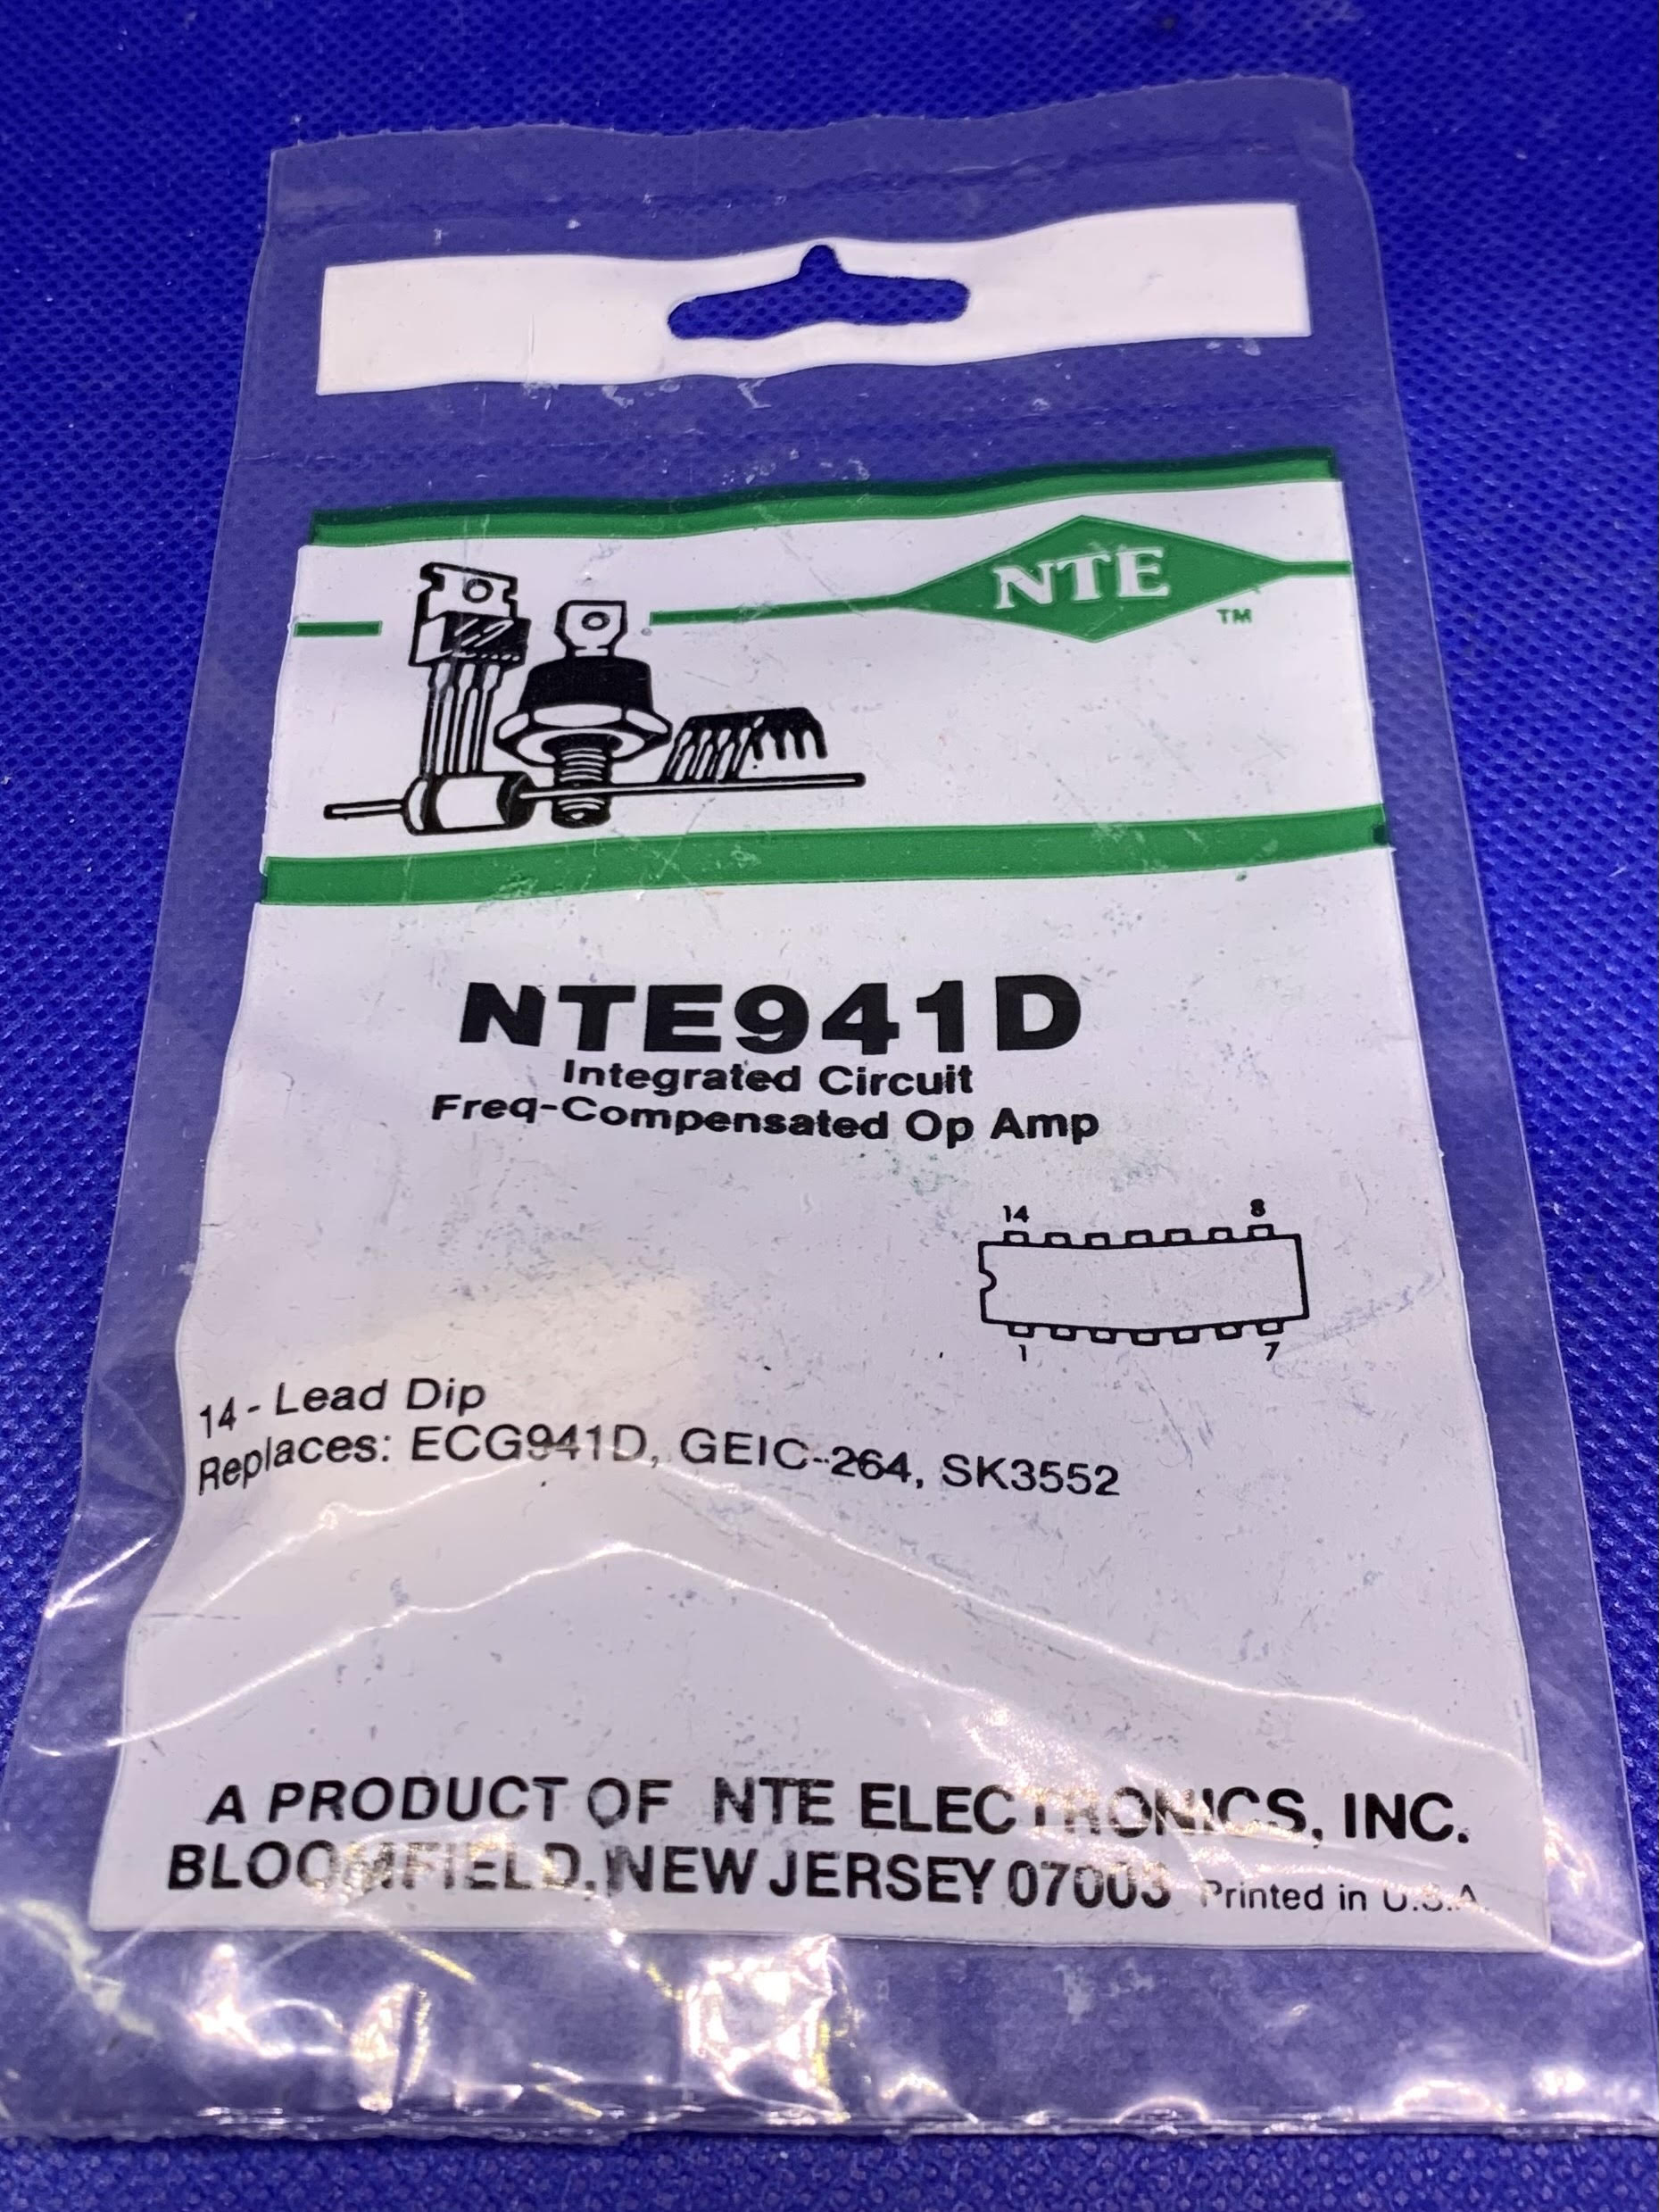 NTE
TM
NTE941D
Integrated Circuit
Freq-Compensated Op Amp
14 8
1 7
14-Lead Dip
Replaces: ECG941D, GEIC-264, SK3552
A PRODUCT OF NTE ELECTRONICS, INC.
BLOOMFIELD, NEW JERSEY 07003 Printed in U.S.A.